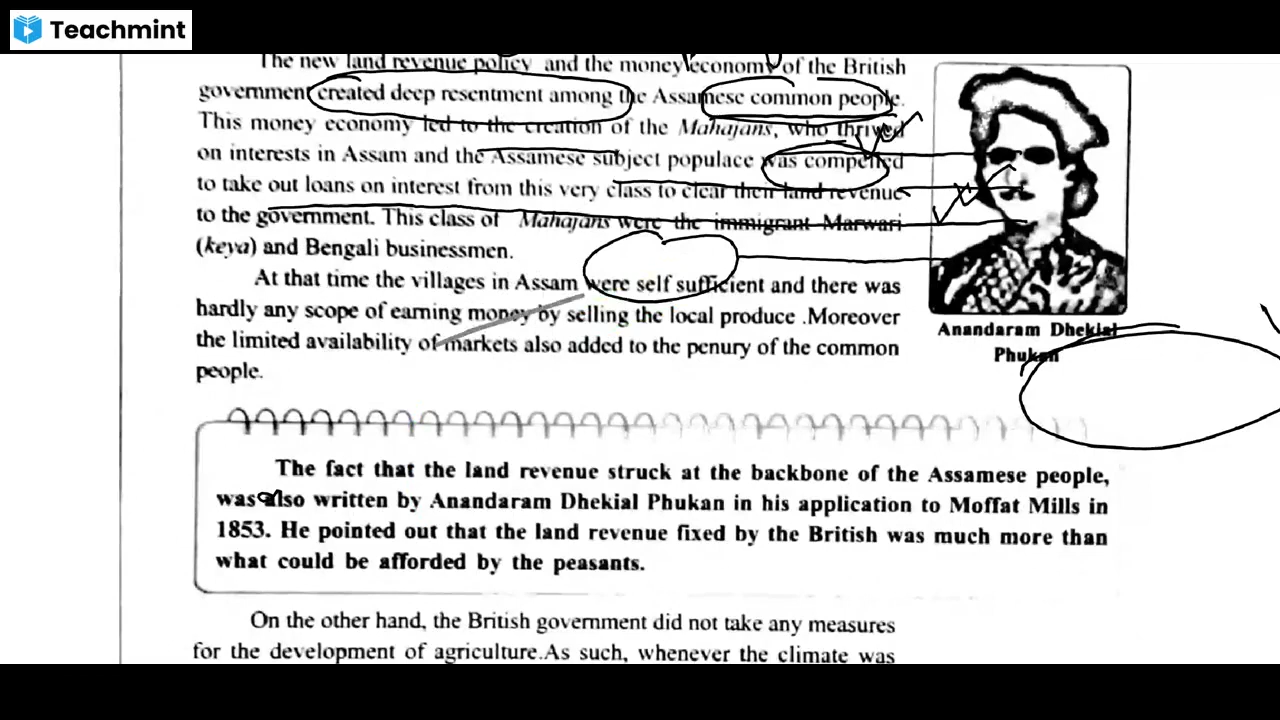 Teachmint
The new land revenue policy and the money economy of the British
government created deep resentment among the Assamese common people.
This money economy led to the creation of the Mahajans, who thrived
on interests in Assam and the Assamese subject populace was compelled
to take out loans on interest from this very class to clear their land revenue
to the government. This class of Mahajans were the immigrant Marwari
(keya) and Bengali businessmen.
At that time the villages in Assam were self sufficient and there was
hardly any scope of earning money by selling the local produce .Moreover
the limited availability of markets also added to the penury of the common
people.
Anandaram Dhekial
Phukan
The fact that the land revenue struck at the backbone of the Assamese people,
was also written by Anandaram Dhekial Phukan in his application to Moffat Mills in
1853. He pointed out that the land revenue fixed by the British was much more than
what could be afforded by the peasants.
On the other hand, the British government did not take any measures
for the development of agriculture.As such, whenever the climate was